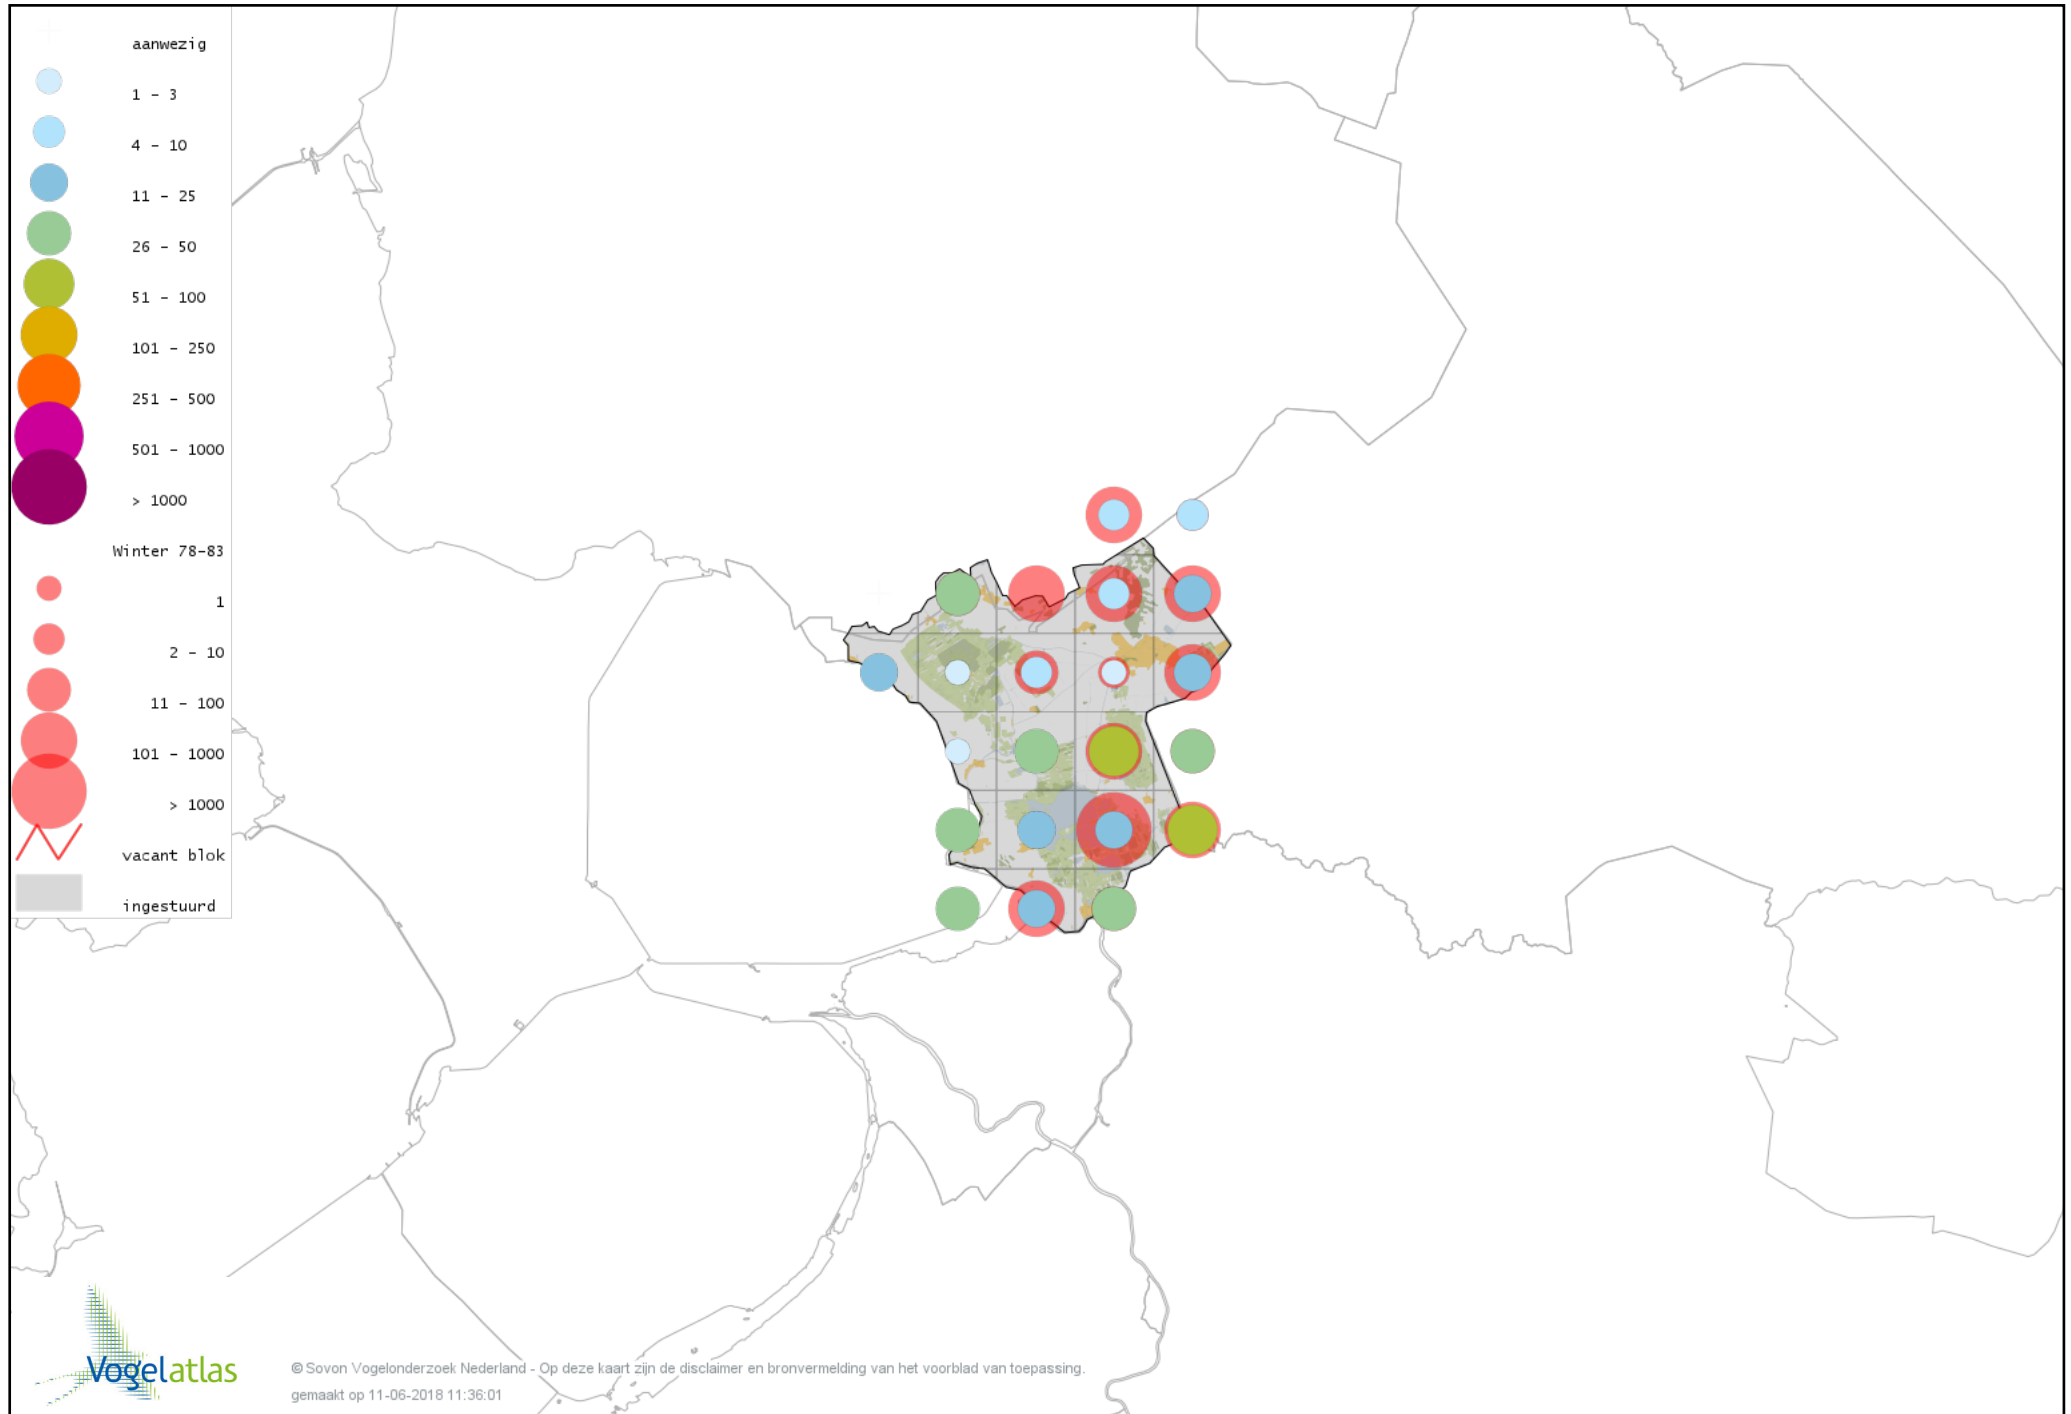 aanwezig
1 - 3
4 - 10
11 - 25
26 - 50
51 - 100
101 - 250
251 - 500
501 - 1000
> 1000
Winter 78-83
1
2 - 10
11 - 100
101 - 1000
> 1000
vacant blok
ingestuurd
Vogelatlas
© Sovon Vogelonderzoek Nederland - Op deze kaart zijn de disclaimer en bronvermelding van het voorblad van toepassing.
gemaakt op 11-06-2018 11:36:01